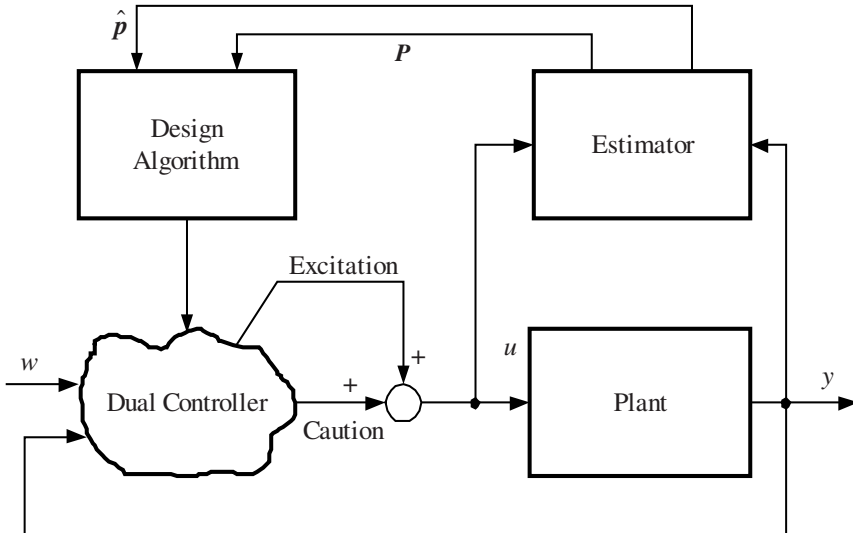 p̂
P
Design
Algorithm
Estimator
Excitation
+
w
u
y
+
Dual Controller
Plant
Caution